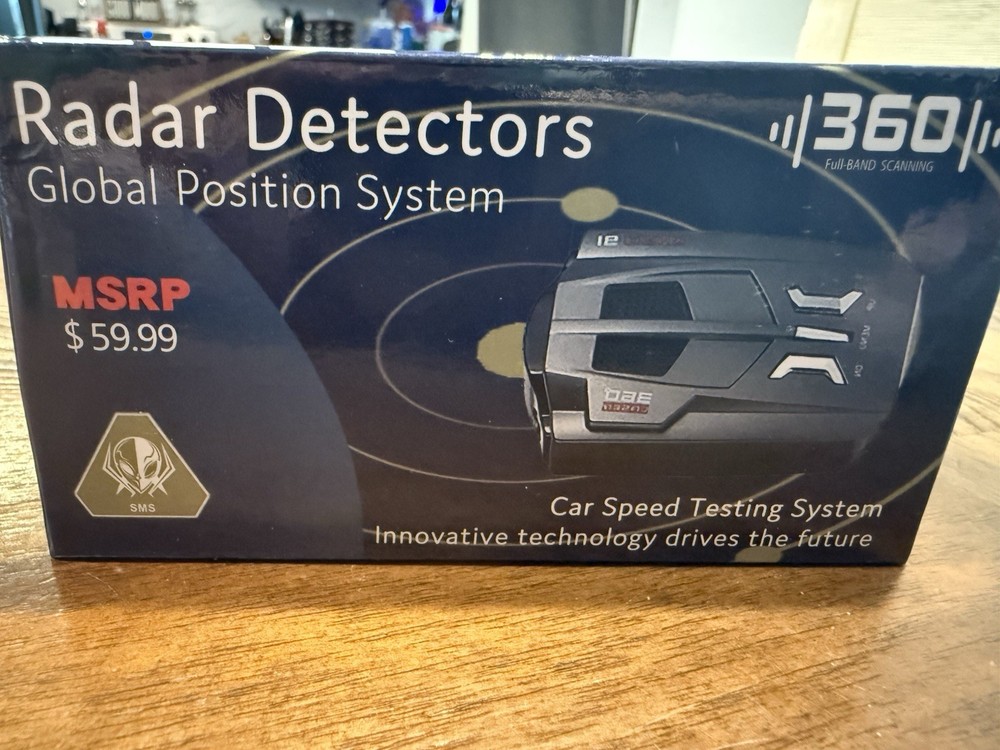 Radar Detectors
Global Position System
360
Full-BAND SCANNING
MSRP
$ 59.99
SMS
Car Speed Testing System
Innovative technology drives the future